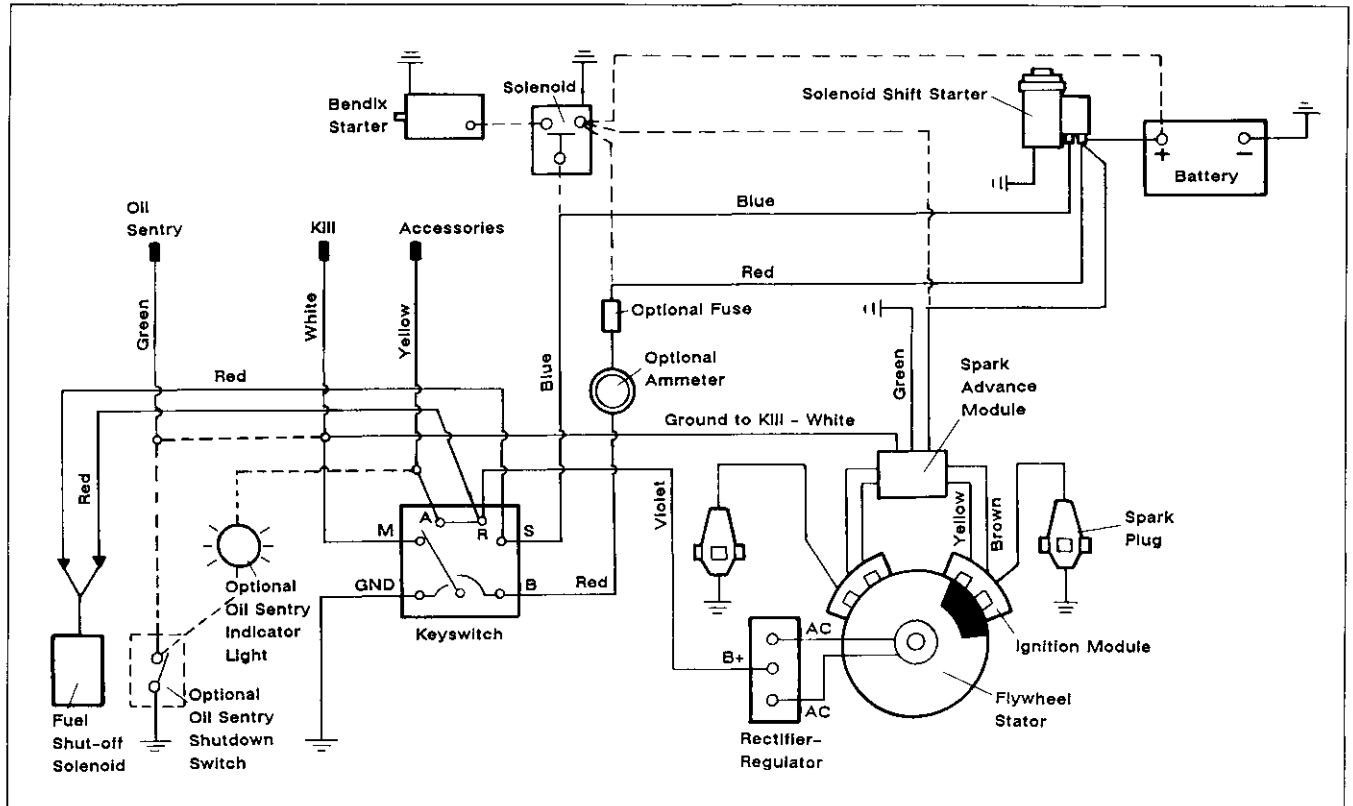 Solenoid
Bendix
Starter
Solenoid Shift Starter
+
−
Battery
Blue
Oil
Sentry
Kill
Accessories
Red
Green
White
Yellow
Optional Fuse
Optional
Ammeter
Blue
Red
Green
Spark
Advance
Module
Ground to Kill - White
Red
Violet
Yellow
Brown
Spark
Plug
A
R
M
S
GND
B
Red
Keyswitch
Optional
Oil Sentry
Indicator
Light
AC
B+
AC
Ignition Module
Flywheel
Stator
Rectifier-
Regulator
Fuel
Shut-off
Solenoid
Optional
Oil Sentry
Shutdown
Switch